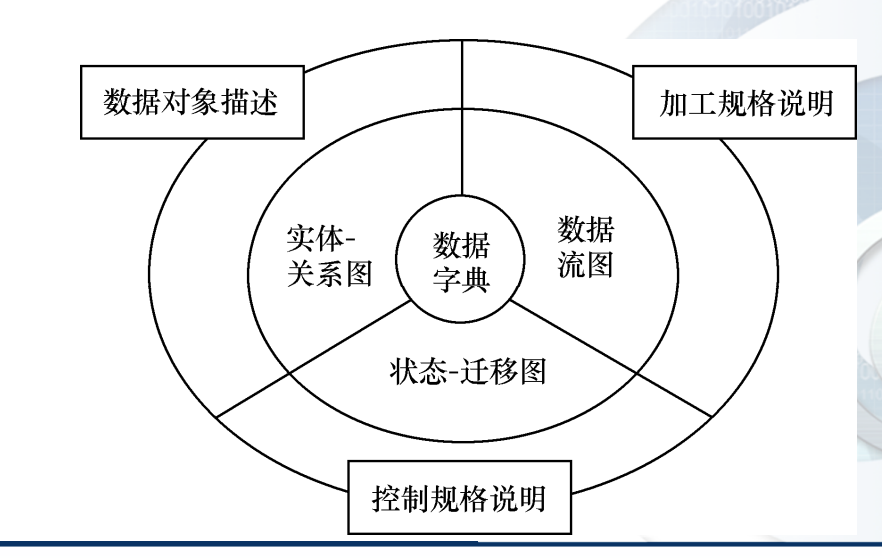 数据对象描述
加工规格说明
实体-
关系图
数据
字典
数据
流图
状态-迁移图
控制规格说明